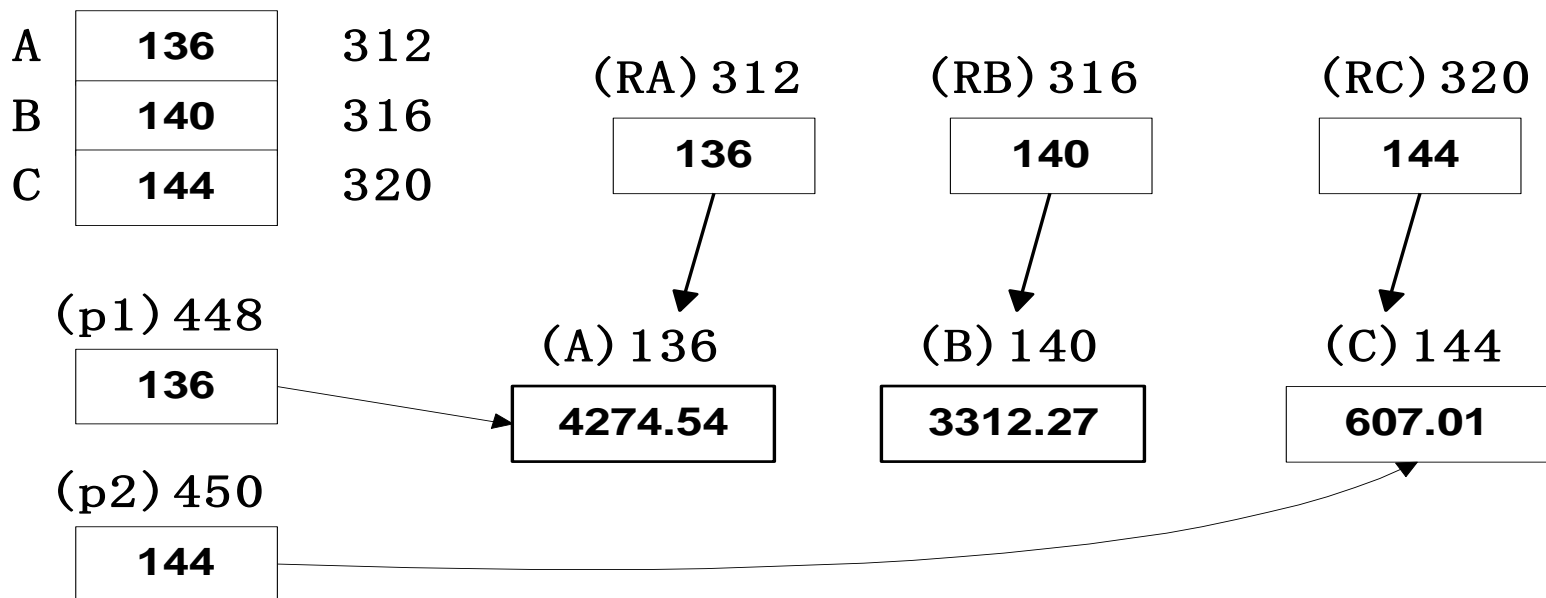 A 136 312
B 140 316
C 144 320
(RA)312 (RB)316 (RC)320
136 140 144
(p1)448
136
(A)136 (B)140 (C)144
4274.54 3312.27 607.01
(p2)450
144